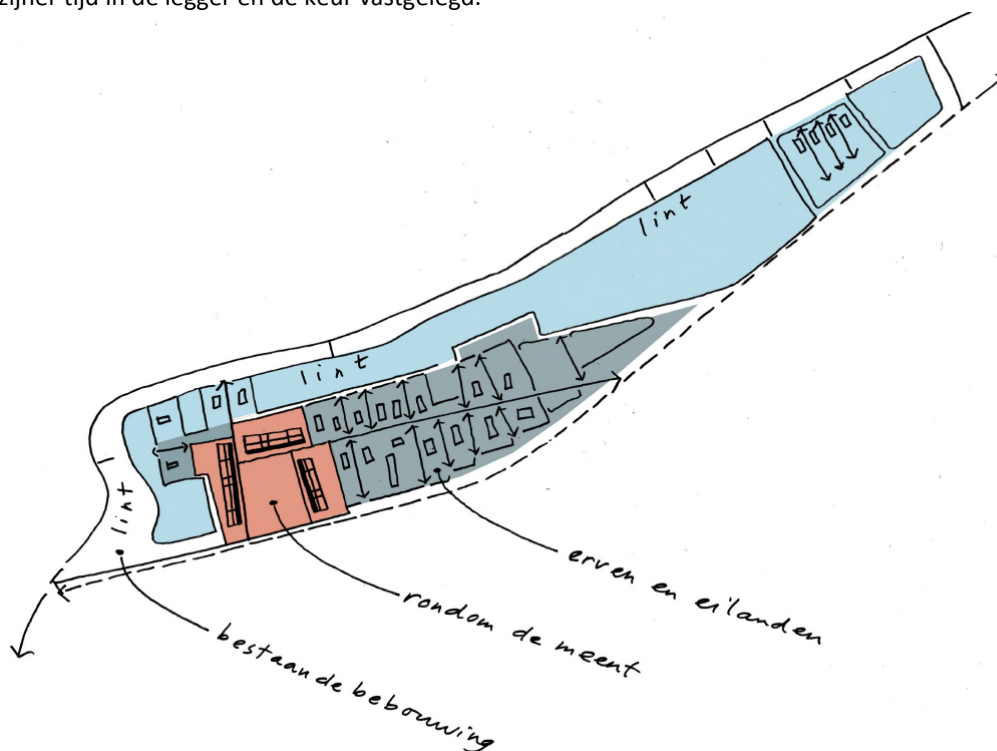 zijner tijd in de legger en de keur vastgelegd.
lint
lint
lint
erven en eilanden
rondom de meent
bestaande bebouwing